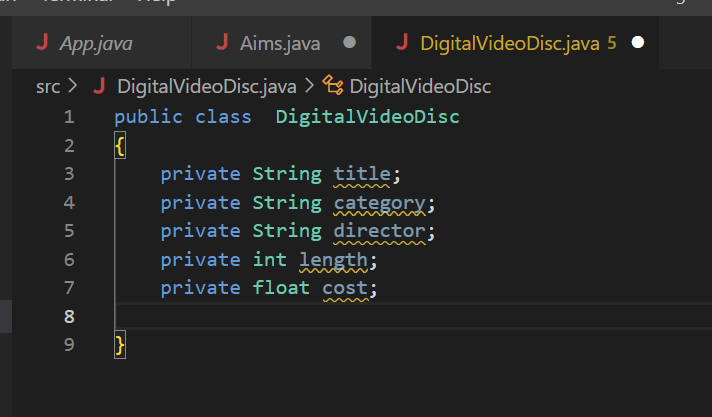 App.java Aims.java DigitalVideoDisc.java 5
src > DigitalVideoDisc.java > DigitalVideoDisc
1 public class  DigitalVideoDisc
2 {
3     private String title;
4     private String category;
5     private String director;
6     private int length;
7     private float cost;
8
9 }